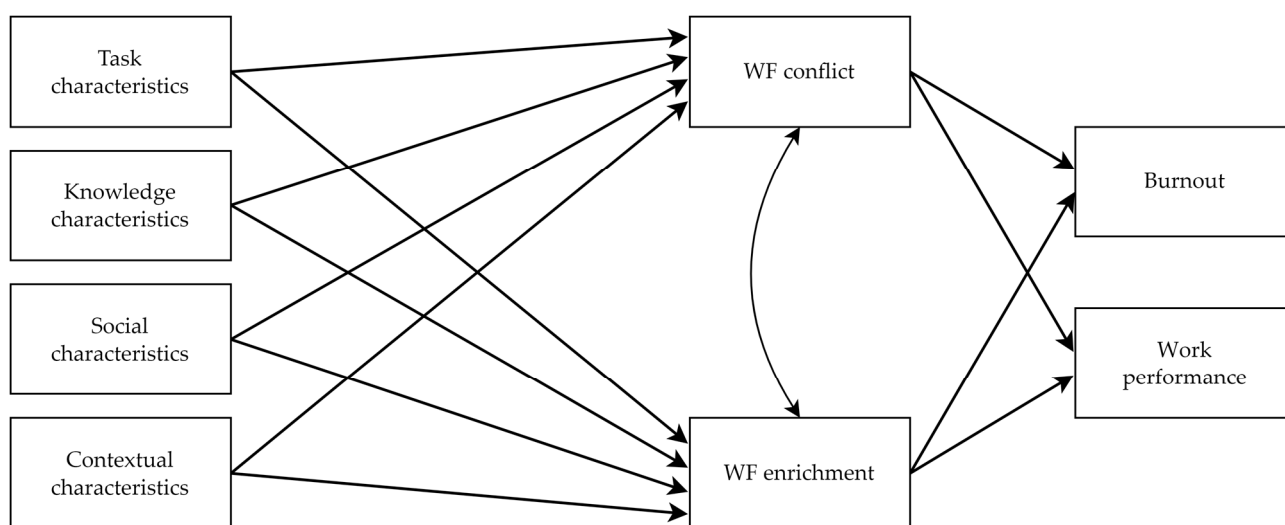 Task
characteristics
Knowledge
characteristics
Social
characteristics
Contextual
characteristics
WF conflict
WF enrichment
Burnout
Work
performance